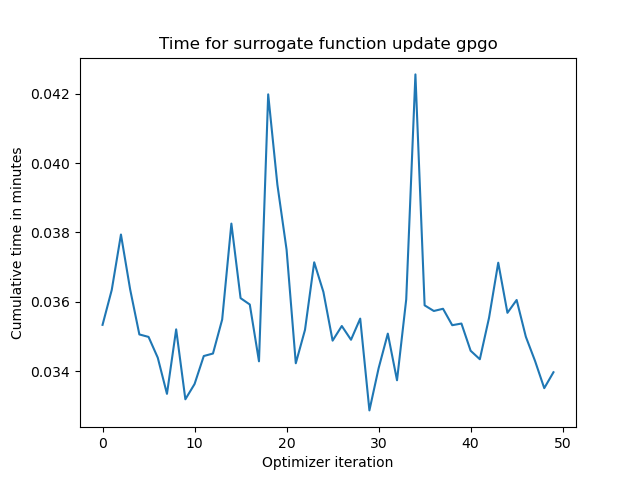 Time for surrogate function update gpgo
Cumulative time in minutes
0.042
0.040
0.038
0.036
0.034
0 10 20 30 40 50
Optimizer iteration